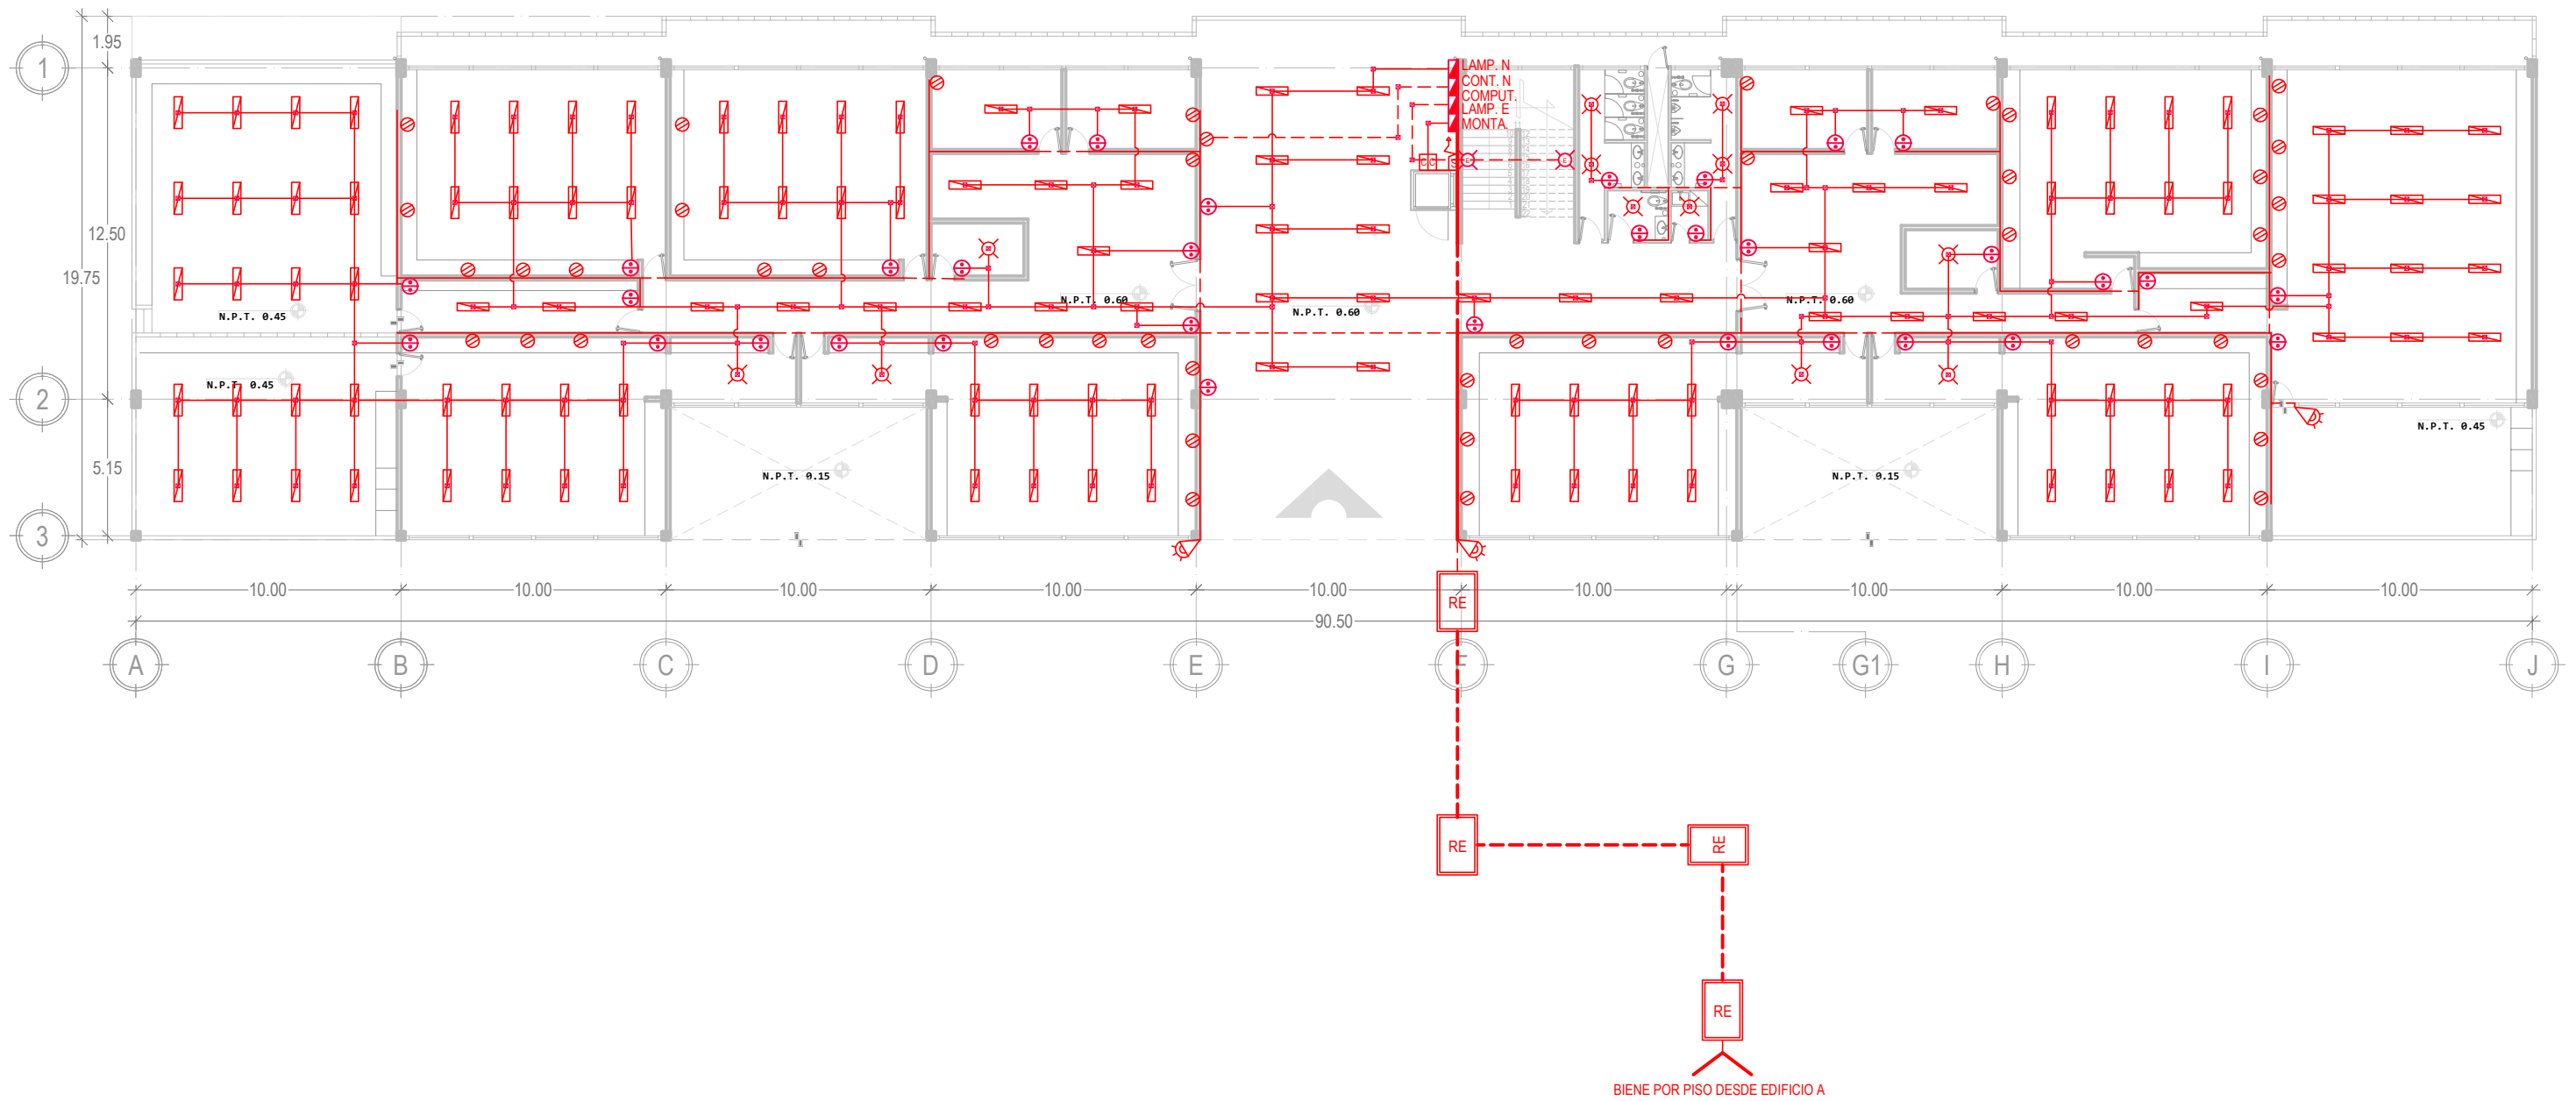 1.95
1
LAMP. N
CONT. N
COMPUT.
LAMP. E
MONTA.
CC
S
E
E
12.50
19.75
N.P.T. 0.45
N.P.T. 0.60
N.P.T. 0.60
N.P.T. 0.60
N.P.T. 0.45
2
N.P.T. 0.45
5.15
N.P.T. 0.15
N.P.T. 0.15
3
10.00
10.00
10.00
10.00
10.00
10.00
10.00
10.00
10.00
RE
90.50
A
B
C
D
E
F
G
G1
H
I
J
RE
RE
RE
BIENE POR PISO DESDE EDIFICIO A